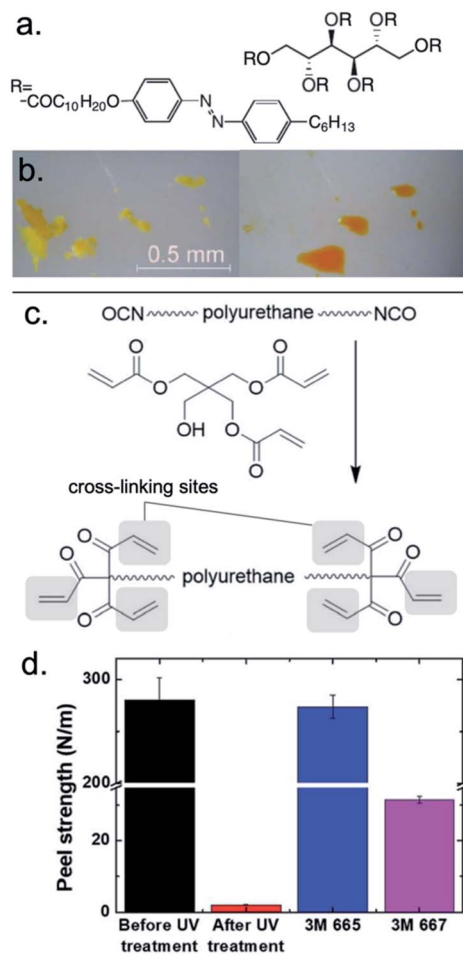 a.
OR
OR
OR
RO
OR
OR
R=
-COC10H20O
N
N
C6H13
b.
0.5 mm
c.
OCN polyurethane NCO
O
O
O
O
OH
O
O
cross-linking sites
O
O
O
polyurethane
O
O
O
d.
Peel strength (N/m)
300
200
20
0
Before UV
treatment
After UV
treatment
3M 665
3M 667